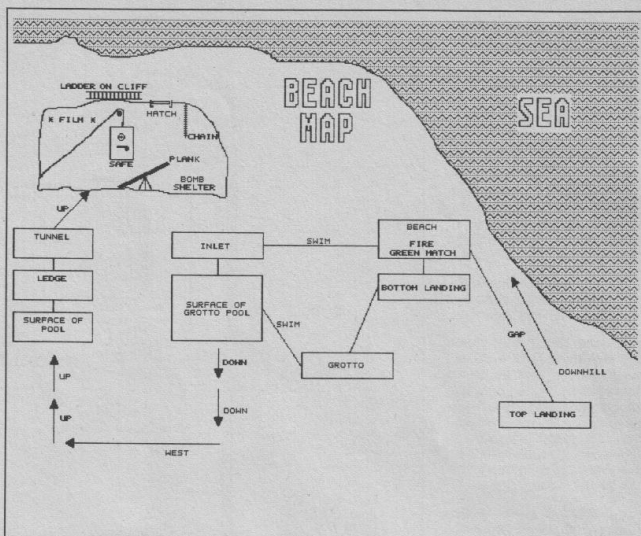 BEACH
MAP
SEA
LADDER ON CLIFF
HATCH
* FILM *
CHAIN
SAFE
PLANK
BOMB
SHELTER
UP
TUNNEL
LEDGE
SURFACE OF
POOL
UP
UP
WEST
INLET
SWIM
SURFACE OF
GROTTO POOL
SWIM
DOWN
DOWN
GROTTO
BEACH
FIRE
GREEN MATCH
BOTTOM LANDING
GAP
DOWNHILL
TOP LANDING